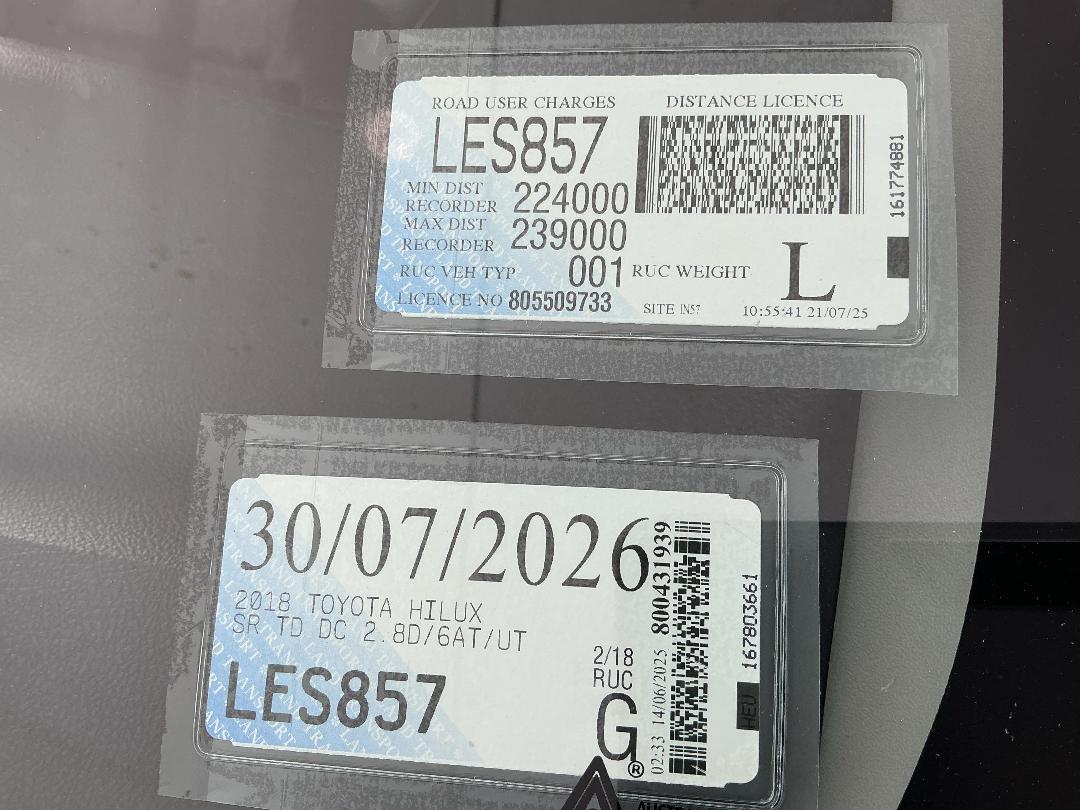 ROAD USER CHARGES DISTANCE LICENCE
LES857
MIN DIST
RECORDER 224000
MAX DIST
RECORDER 239000
RUC VEH TYP 001 RUC WEIGHT L
LICENCE NO 805509733 SITE IN57 10:55:41 21/07/25
161774881
30/07/2026
2018 TOYOTA HILUX
SR TD DC 2.8D/6AT/UT
LES857
2/18
RUC
G
®
02:33 14/06/2025 800431939
HEU 167803661